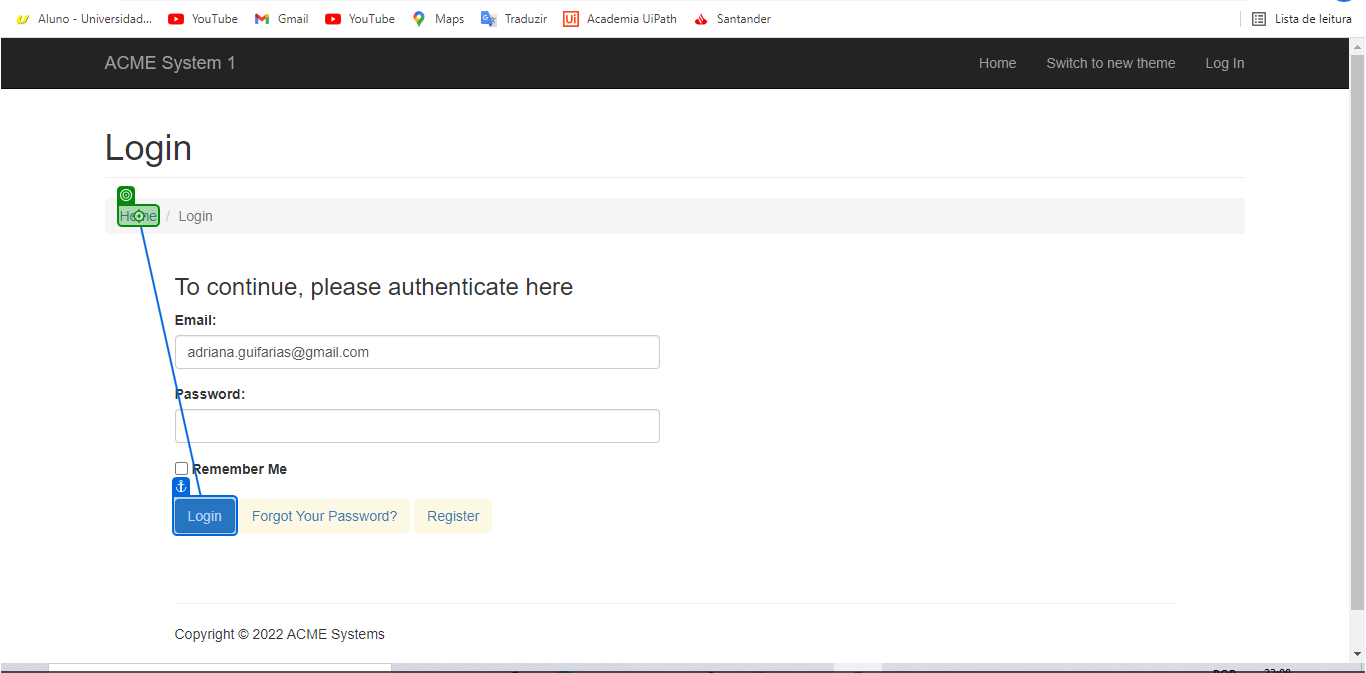 Aluno - Universidad... YouTube Gmail YouTube Maps Traduzir Ui Academia UiPath Santander Lista de leitura
ACME System 1 Home Switch to new theme Log In
Login
Home / Login
To continue, please authenticate here
Email:
adriana.guifarias@gmail.com
Password:
Remember Me
Login Forgot Your Password? Register
Copyright © 2022 ACME Systems